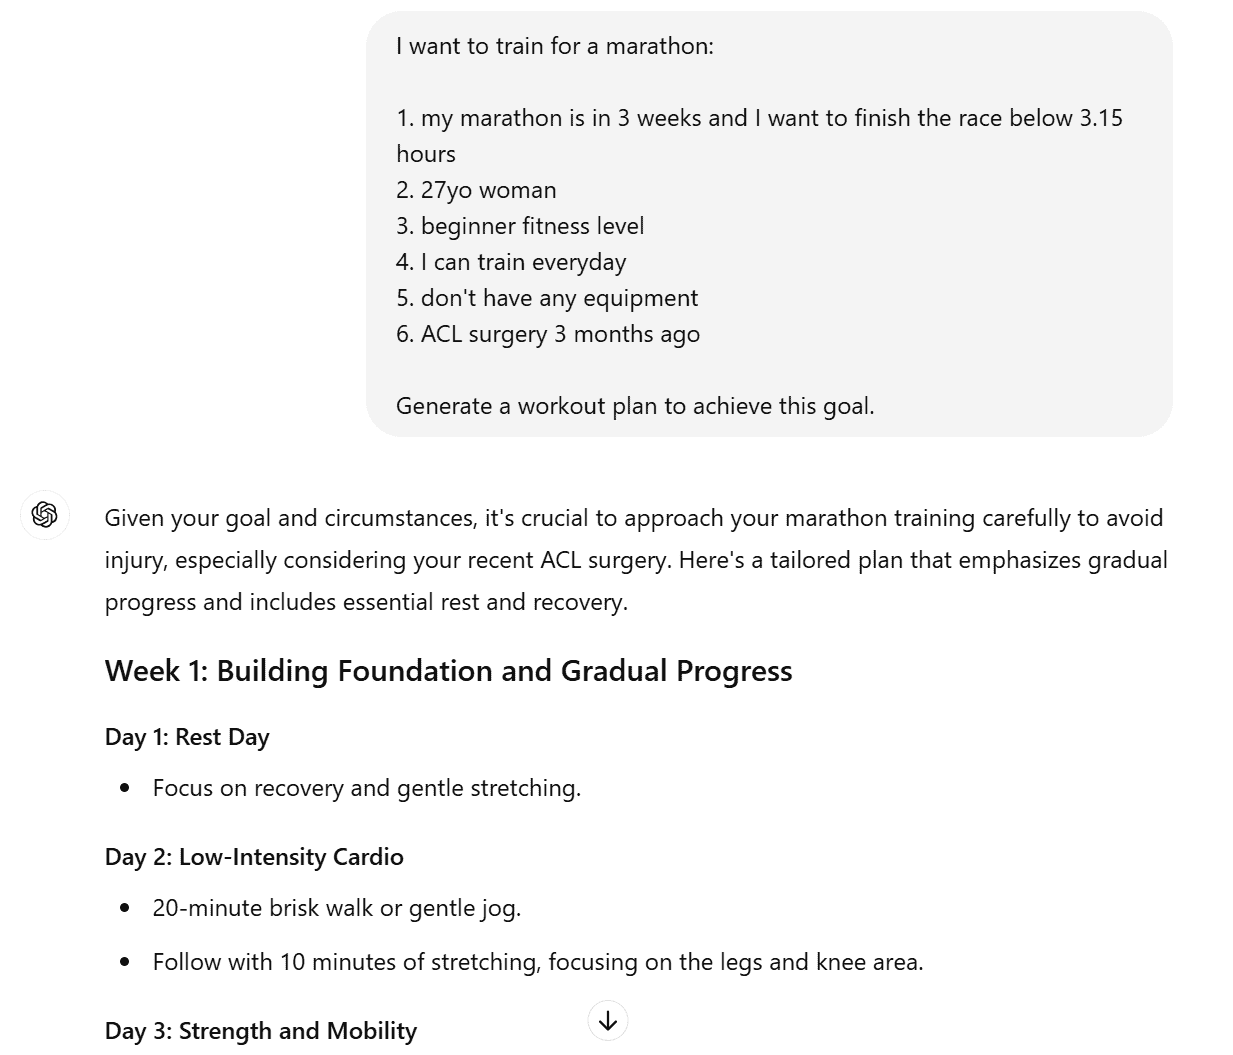 I want to train for a marathon:
1. my marathon is in 3 weeks and I want to finish the race below 3.15
hours
2. 27yo woman
3. beginner fitness level
4. I can train everyday
5. don't have any equipment
6. ACL surgery 3 months ago
Generate a workout plan to achieve this goal.
Given your goal and circumstances, it's crucial to approach your marathon training carefully to avoid
injury, especially considering your recent ACL surgery. Here's a tailored plan that emphasizes gradual
progress and includes essential rest and recovery.
Week 1: Building Foundation and Gradual Progress
Day 1: Rest Day
• Focus on recovery and gentle stretching.
Day 2: Low-Intensity Cardio
• 20-minute brisk walk or gentle jog.
• Follow with 10 minutes of stretching, focusing on the legs and knee area.
Day 3: Strength and Mobility